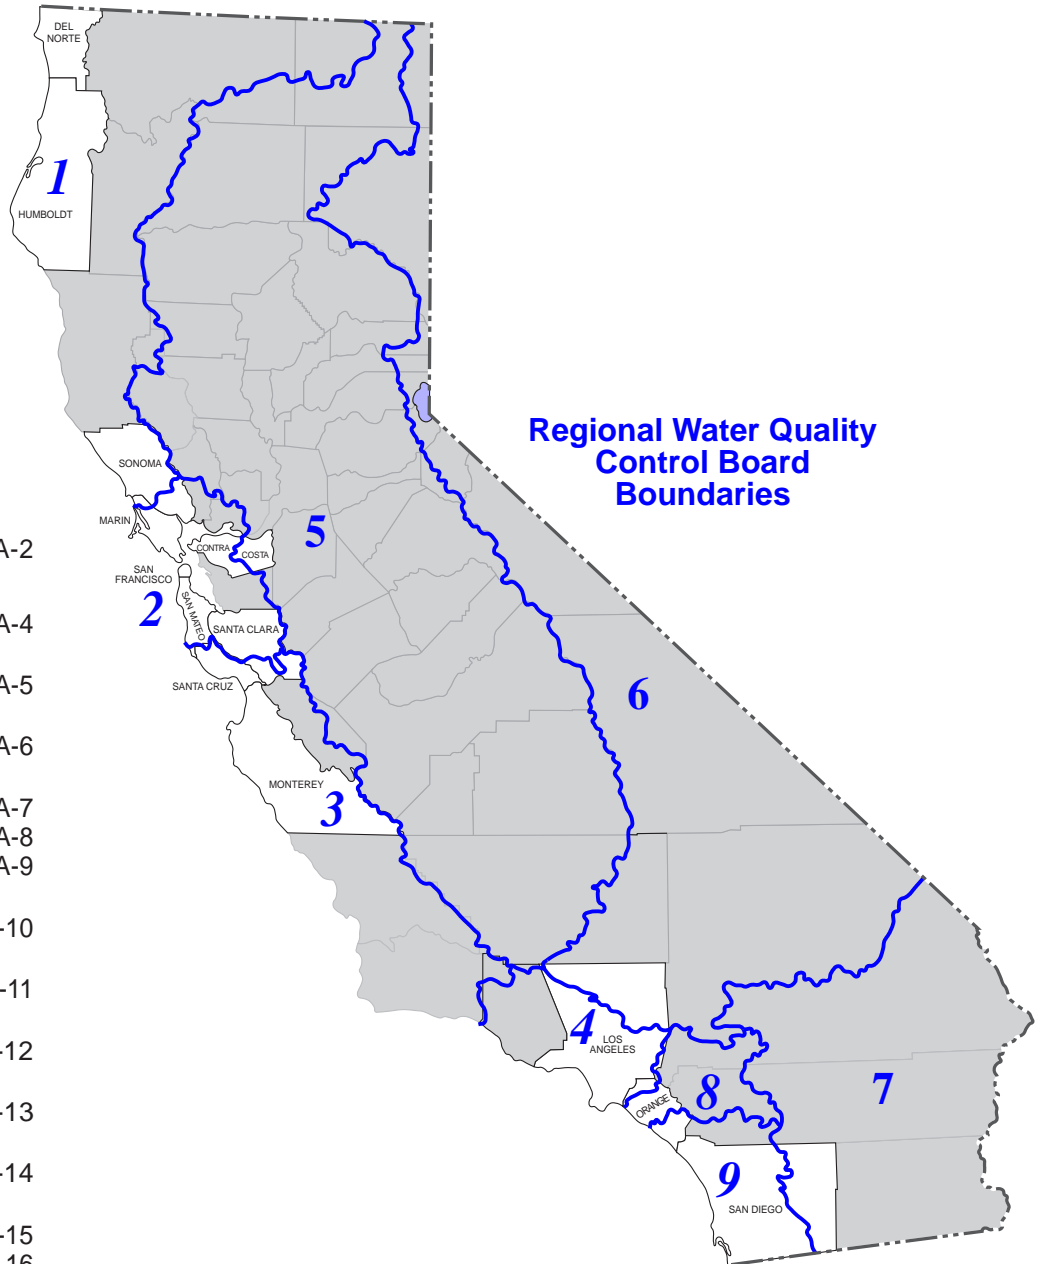 DEL
NORTE
1
HUMBOLDT
Regional Water Quality
Control Board
Boundaries
SONOMA
MARIN
5
CONTRA
COSTA
A-2
SAN
FRANCISCO
2
SAN MATEO
A-4
SANTA CLARA
SANTA CRUZ
A-5
6
A-6
MONTEREY
3
A-7
A-8
A-9
-10
-11
4
LOS
ANGELES
-12
8
7
ORANGE
-13
9
-14
SAN DIEGO
-15
16